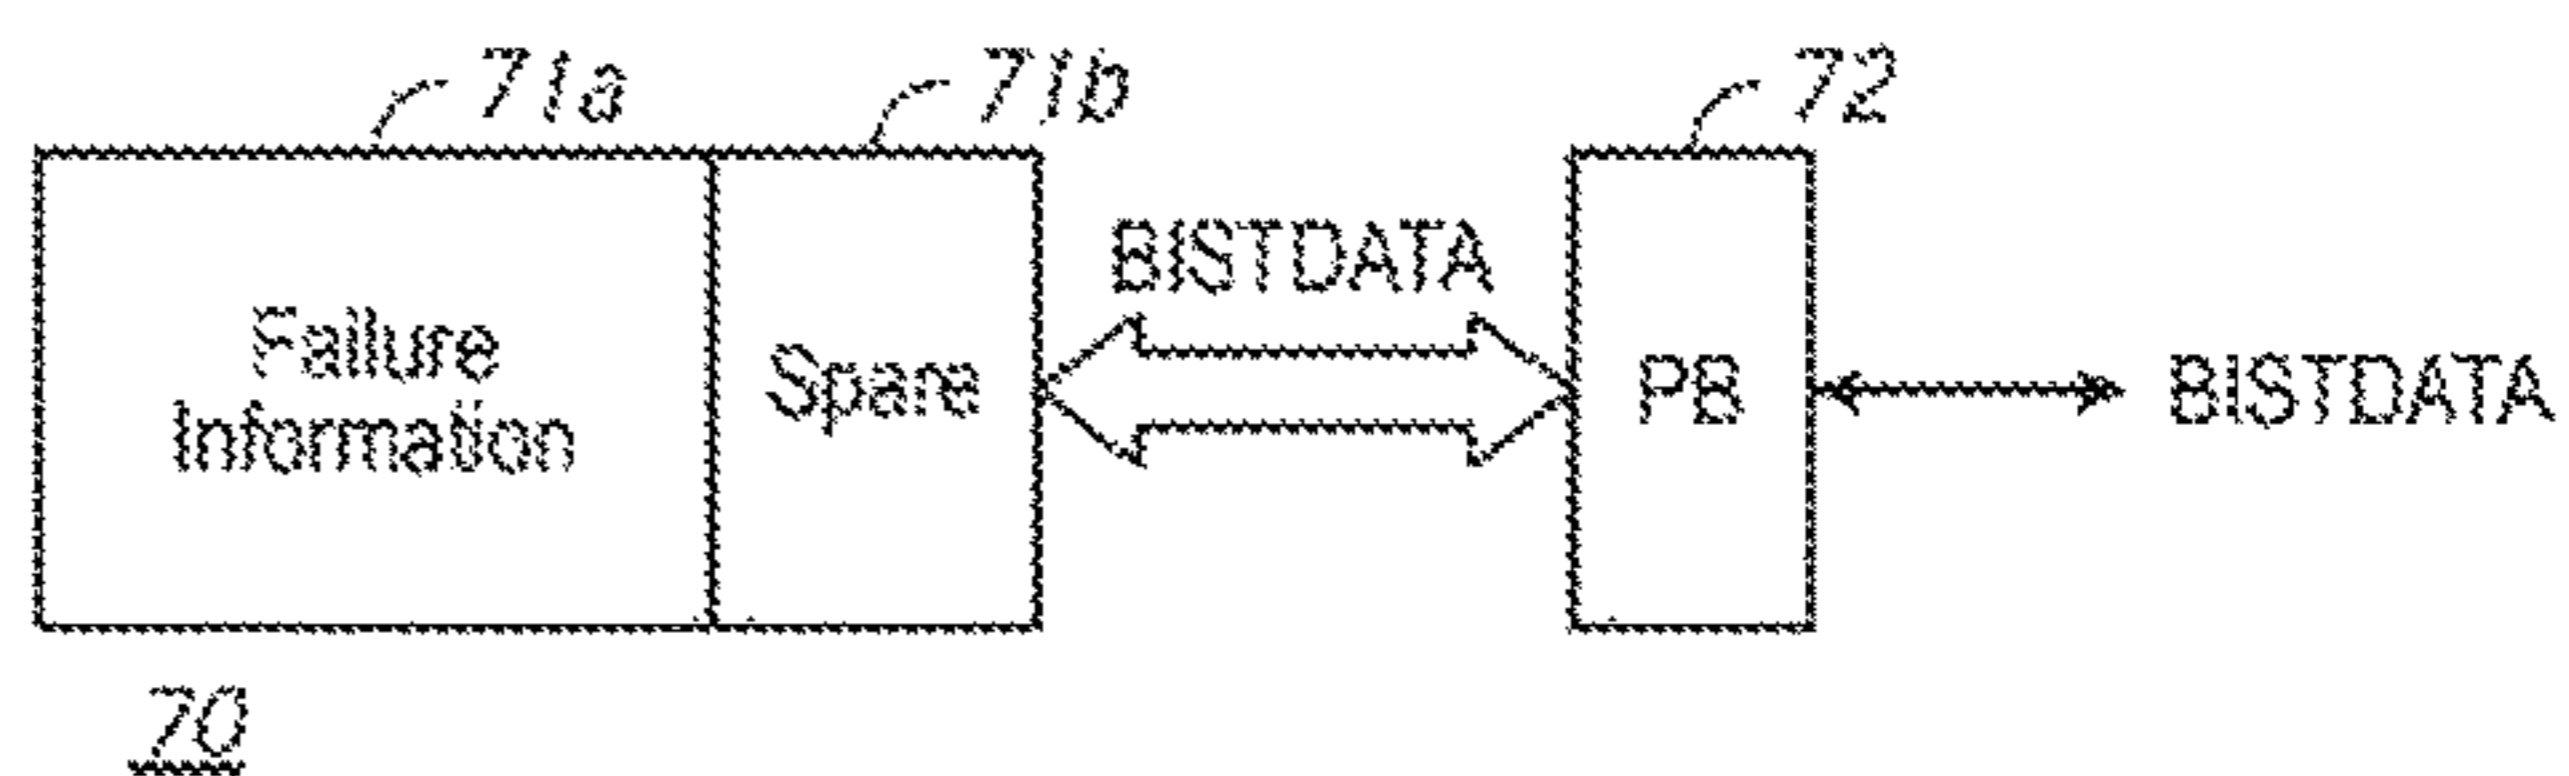 71a 71b 72
BISTDATA
Failure
Information
Spare
PB
BISTDATA
70